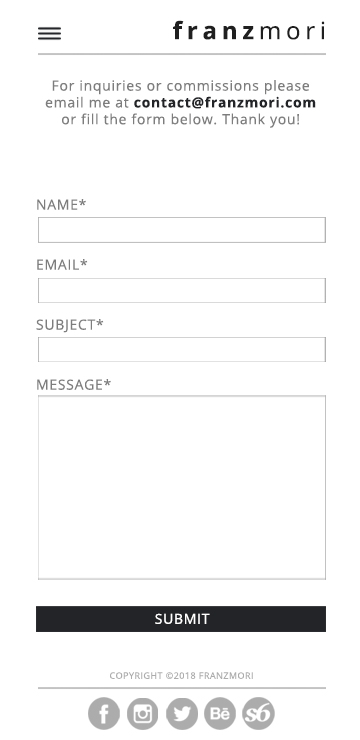 franzmori
For inquiries or commissions please
email me at contact@franzmori.com
or fill the form below. Thank you!
NAME*
EMAIL*
SUBJECT*
MESSAGE*
SUBMIT
COPYRIGHT ©2018 FRANZMORI
f Bē s6